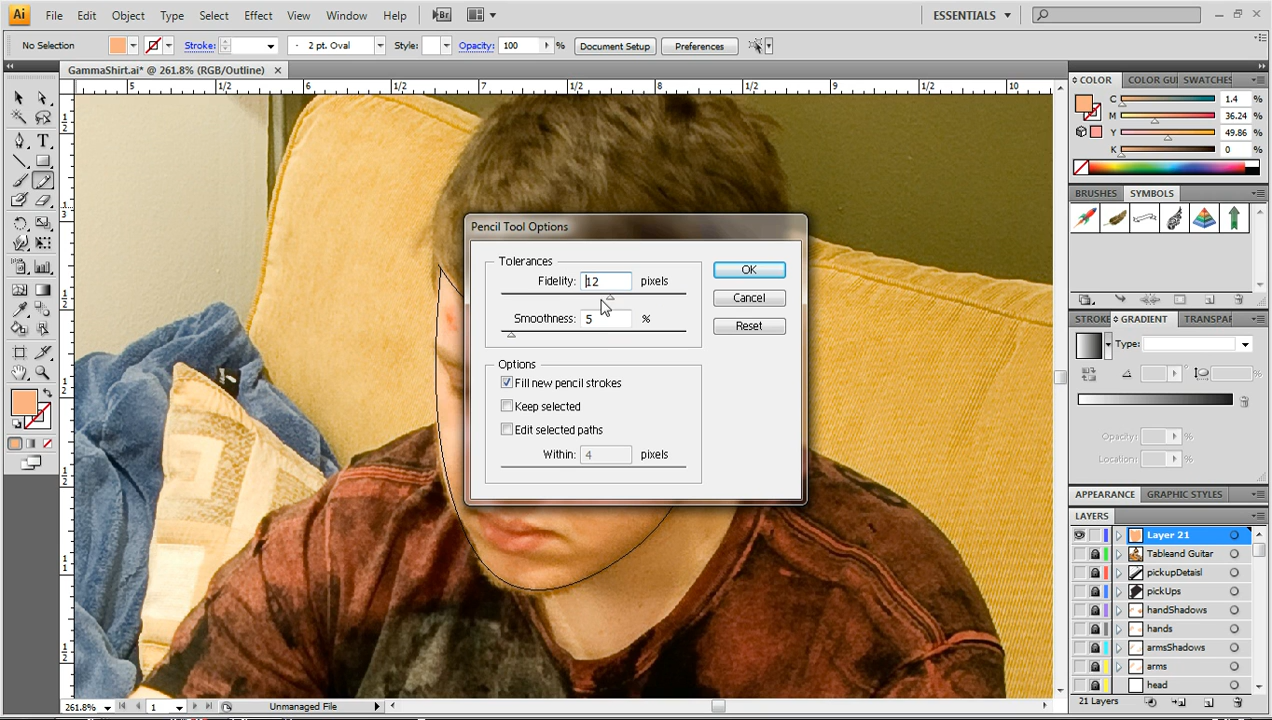 Ai File Edit Object Type Select Effect View Window Help Br ESSENTIALS
No Selection Stroke: 2 pt. Oval Style: Opacity: 100 % Document Setup Preferences
GammaShirt.ai* @ 261.8% (RGB/Outline)
5 1/2 6 1/2 7 1/2 8 1/2 9 1/2 10
COLOR COLOR GUI SWATCHES
C 1.4 %
M 36.24 %
Y 49.86 %
K 0 %
BRUSHES SYMBOLS
STROKE GRADIENT TRANSPAR
Type:
Opacity: %
Location: %
APPEARANCE GRAPHIC STYLES
LAYERS
Layer 21
Tableand Guitar
pickupDetaisl
pickUps
handShadows
hands
armsShadows
arms
head
21 Layers
Pencil Tool Options
Tolerances
Fidelity: 12 pixels
Smoothness: 5 %
OK
Cancel
Reset
Options
Fill new pencil strokes
Keep selected
Edit selected paths
Within: 4 pixels
261.8% 1 Unmanaged File